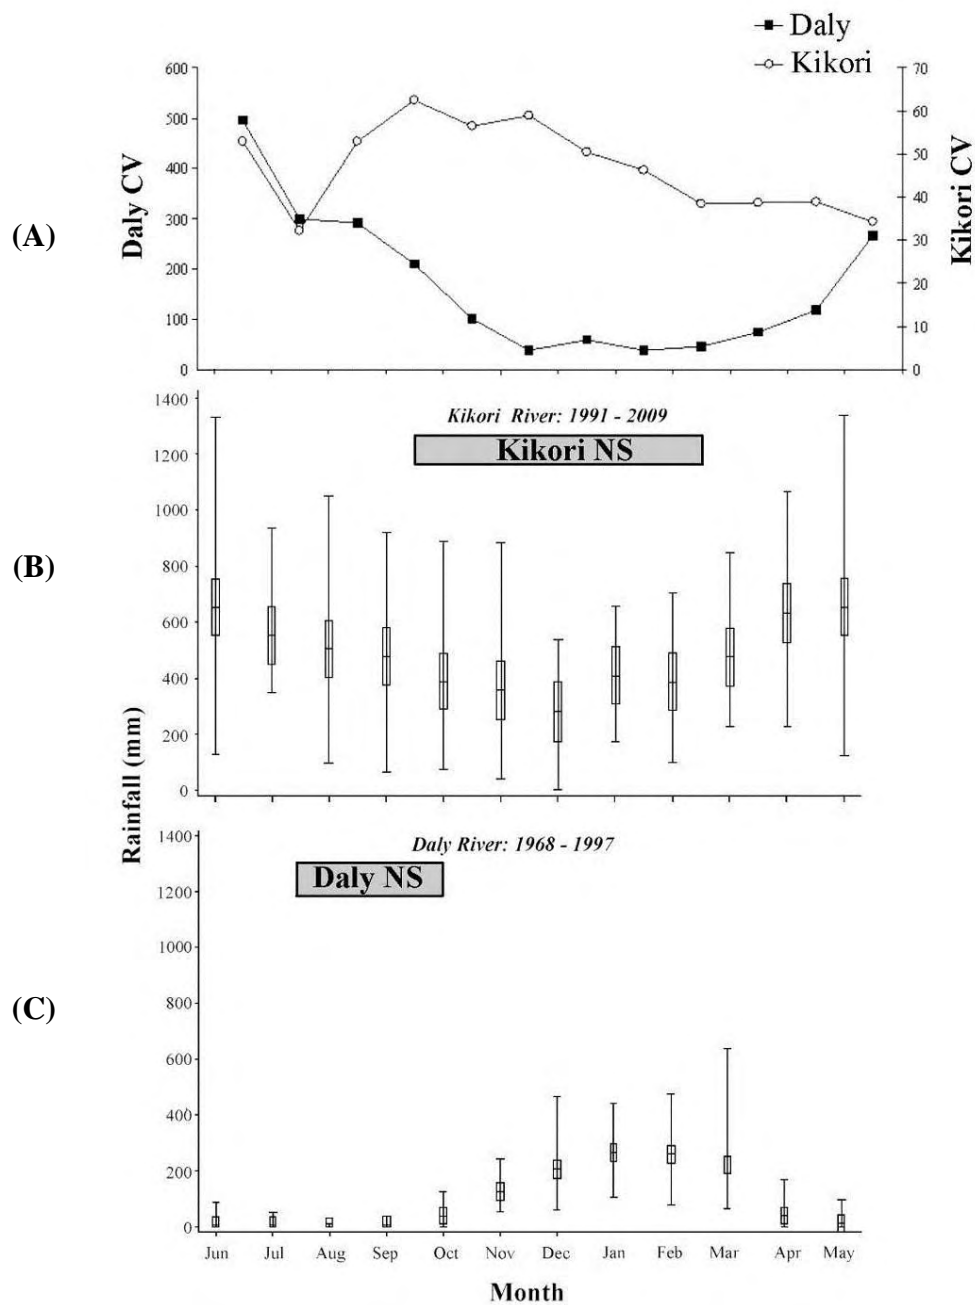 Daly
Kikori
(A)
Daly CV
600
500
400
300
200
100
0
Kikori CV
70
60
50
40
30
20
10
0
(B)
Rainfall (mm)
Kikori River: 1991 - 2009
Kikori NS
1400
1200
1000
800
600
400
200
0
(C)
Daly River: 1968 - 1997
Daly NS
1400
1200
1000
800
600
400
200
0
Jun Jul Aug Sep Oct Nov Dec Jan Feb Mar Apr May
Month